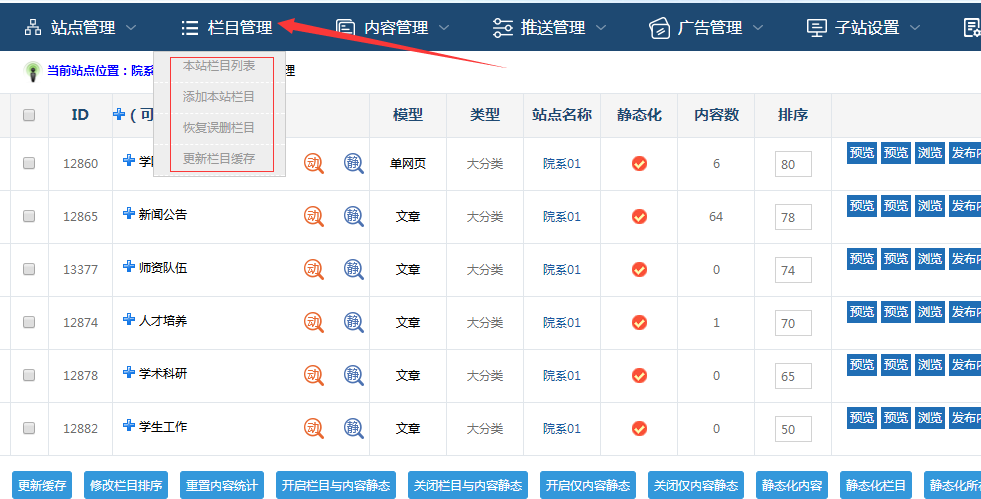 站点管理 栏目管理 内容管理 推送管理 广告管理 子站设置
当前站点位置：院系 理
本站栏目列表
添加本站栏目
恢复误删栏目
更新栏目缓存
ID ( 可 模型 类型 站点名称 静态化 内容数 排序
12860 学 动 静 单网页 大分类 院系01 6 80 预览 预览 浏览 发布内
12865 新闻公告 动 静 文章 大分类 院系01 64 78 预览 预览 浏览 发布内
13377 师资队伍 动 静 文章 大分类 院系01 0 74 预览 预览 浏览 发布内
12874 人才培养 动 静 文章 大分类 院系01 1 70 预览 预览 浏览 发布内
12878 学术科研 动 静 文章 大分类 院系01 0 65 预览 预览 浏览 发布内
12882 学生工作 动 静 文章 大分类 院系01 0 50 预览 预览 浏览 发布内
更新缓存 修改栏目排序 重置内容统计 开启栏目与内容静态 关闭栏目与内容静态 开启仅内容静态 关闭仅内容静态 静态化内容 静态化栏目 静态化所